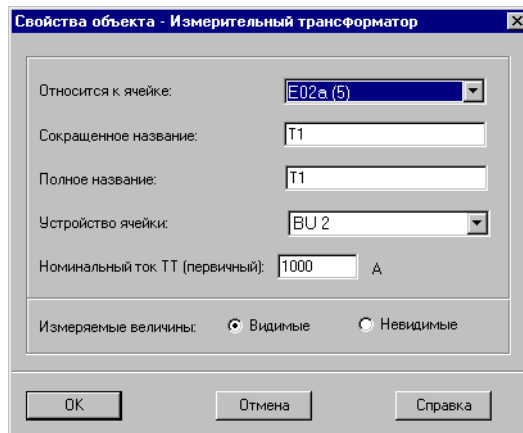 Свойства объекта - Измерительный трансформатор
Относится к ячейке: E02a (5)
Сокращенное название: T1
Полное название: T1
Устройство ячейки: BU 2
Номинальный ток ТТ (первичный): 1000 А
Измеряемые величины: Видимые Невидимые
OK Отмена Справка